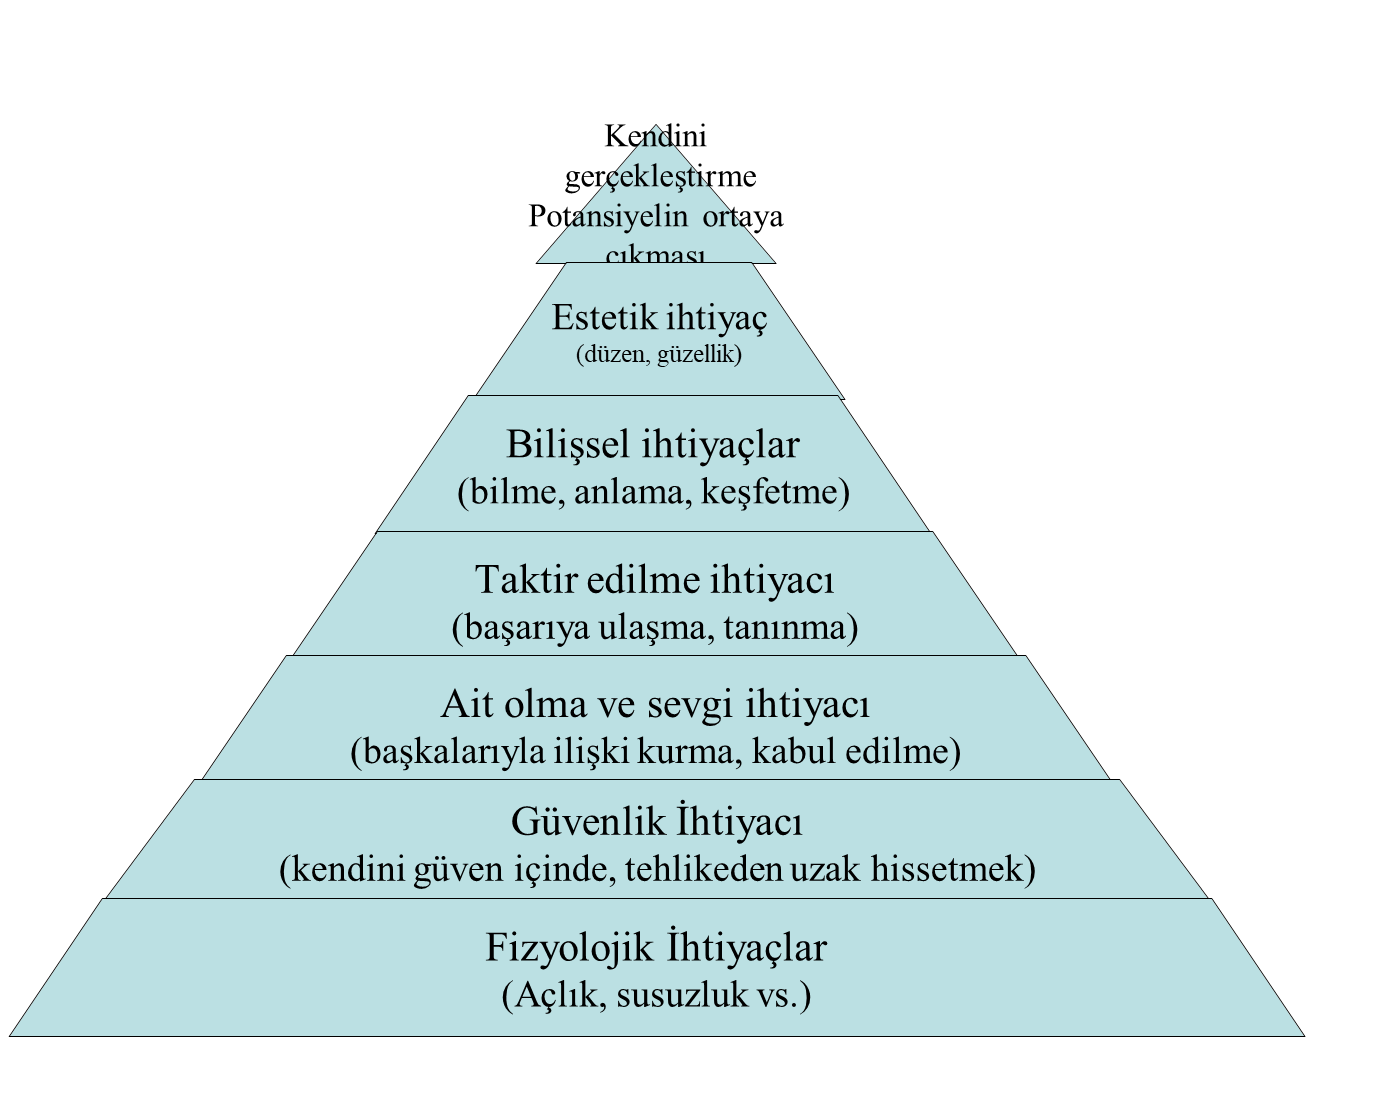 Kendini
gerçekleştirme
Potansiyelin ortaya
çıkması
Estetik ihtiyaç
(düzen, güzellik)
Bilişsel ihtiyaçlar
(bilme, anlama, keşfetme)
Taktir edilme ihtiyacı
(başarıya ulaşma, tanınma)
Ait olma ve sevgi ihtiyacı
(başkalarıyla ilişki kurma, kabul edilme)
Güvenlik İhtiyacı
(kendini güven içinde, tehlikeden uzak hissetmek)
Fizyolojik İhtiyaçlar
(Açlık, susuzluk vs.)